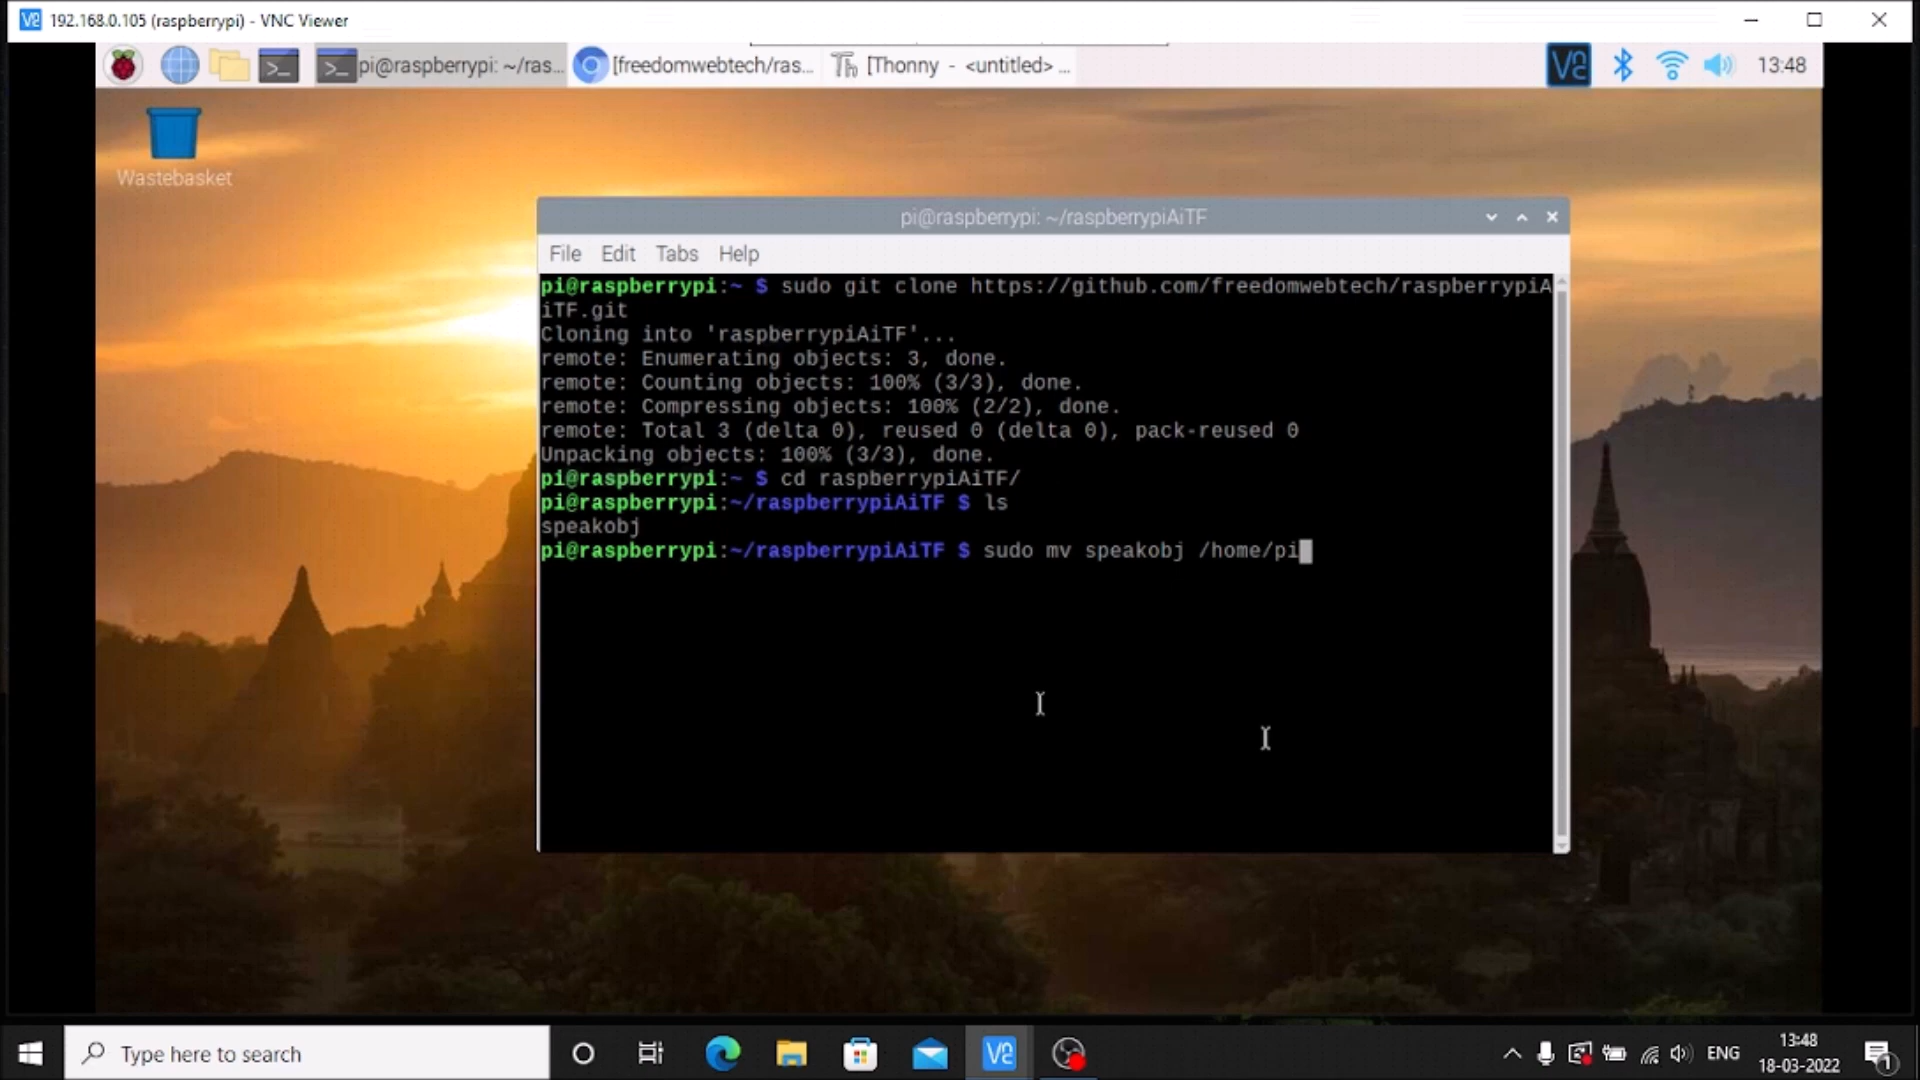 192.168.0.105 (raspberrypi) - VNC Viewer
pi@raspberrypi: ~/ras...
[freedomwebtech/ras...
[Thonny - <untitled> ...
13:48
Wastebasket
pi@raspberrypi: ~/raspberrypiAiTF
File Edit Tabs Help
pi@raspberrypi:~ $ sudo git clone https://github.com/freedomwebtech/raspberrypiA
iTF.git
Cloning into 'raspberrypiAiTF'...
remote: Enumerating objects: 3, done.
remote: Counting objects: 100% (3/3), done.
remote: Compressing objects: 100% (2/2), done.
remote: Total 3 (delta 0), reused 0 (delta 0), pack-reused 0
Unpacking objects: 100% (3/3), done.
pi@raspberrypi:~ $ cd raspberrypiAiTF/
pi@raspberrypi:~/raspberrypiAiTF $ ls
speakobj
pi@raspberrypi:~/raspberrypiAiTF $ sudo mv speakobj /home/pi
Type here to search
ENG
13:48
18-03-2022
1